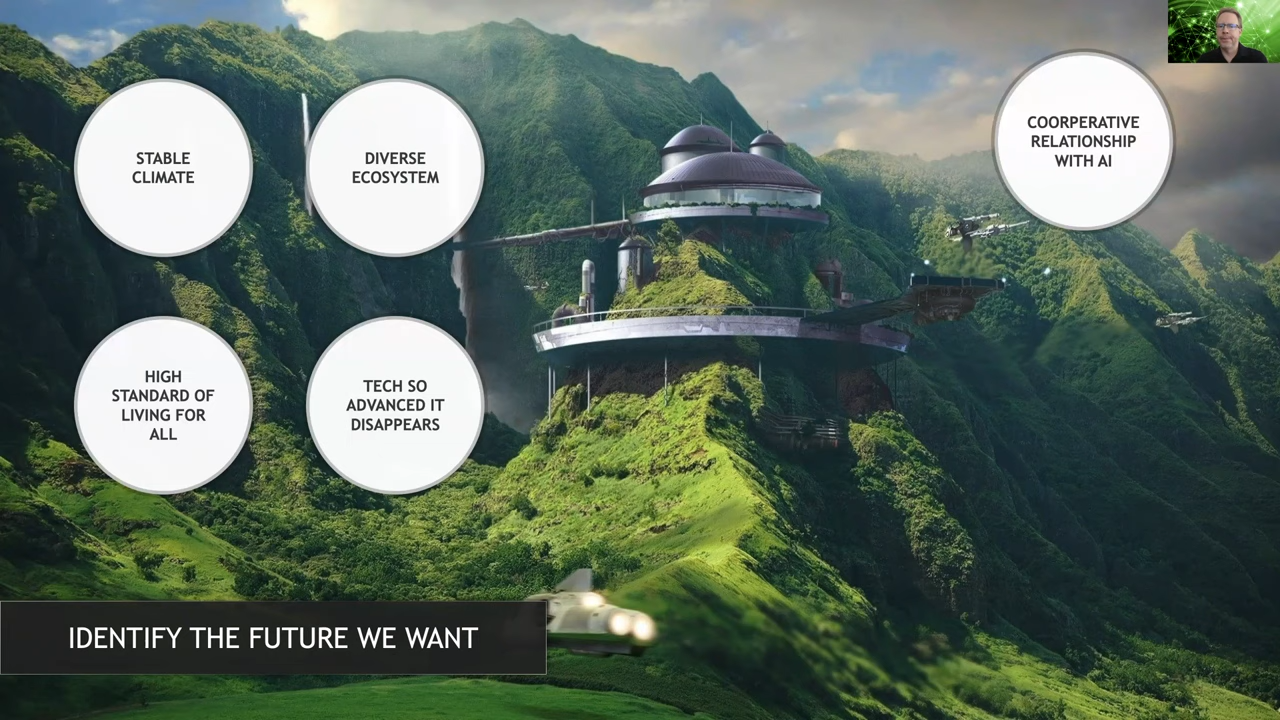 STABLE
CLIMATE
DIVERSE
ECOSYSTEM
COORPERATIVE
RELATIONSHIP
WITH AI
HIGH
STANDARD OF
LIVING FOR
ALL
TECH SO
ADVANCED IT
DISAPPEARS
IDENTIFY THE FUTURE WE WANT